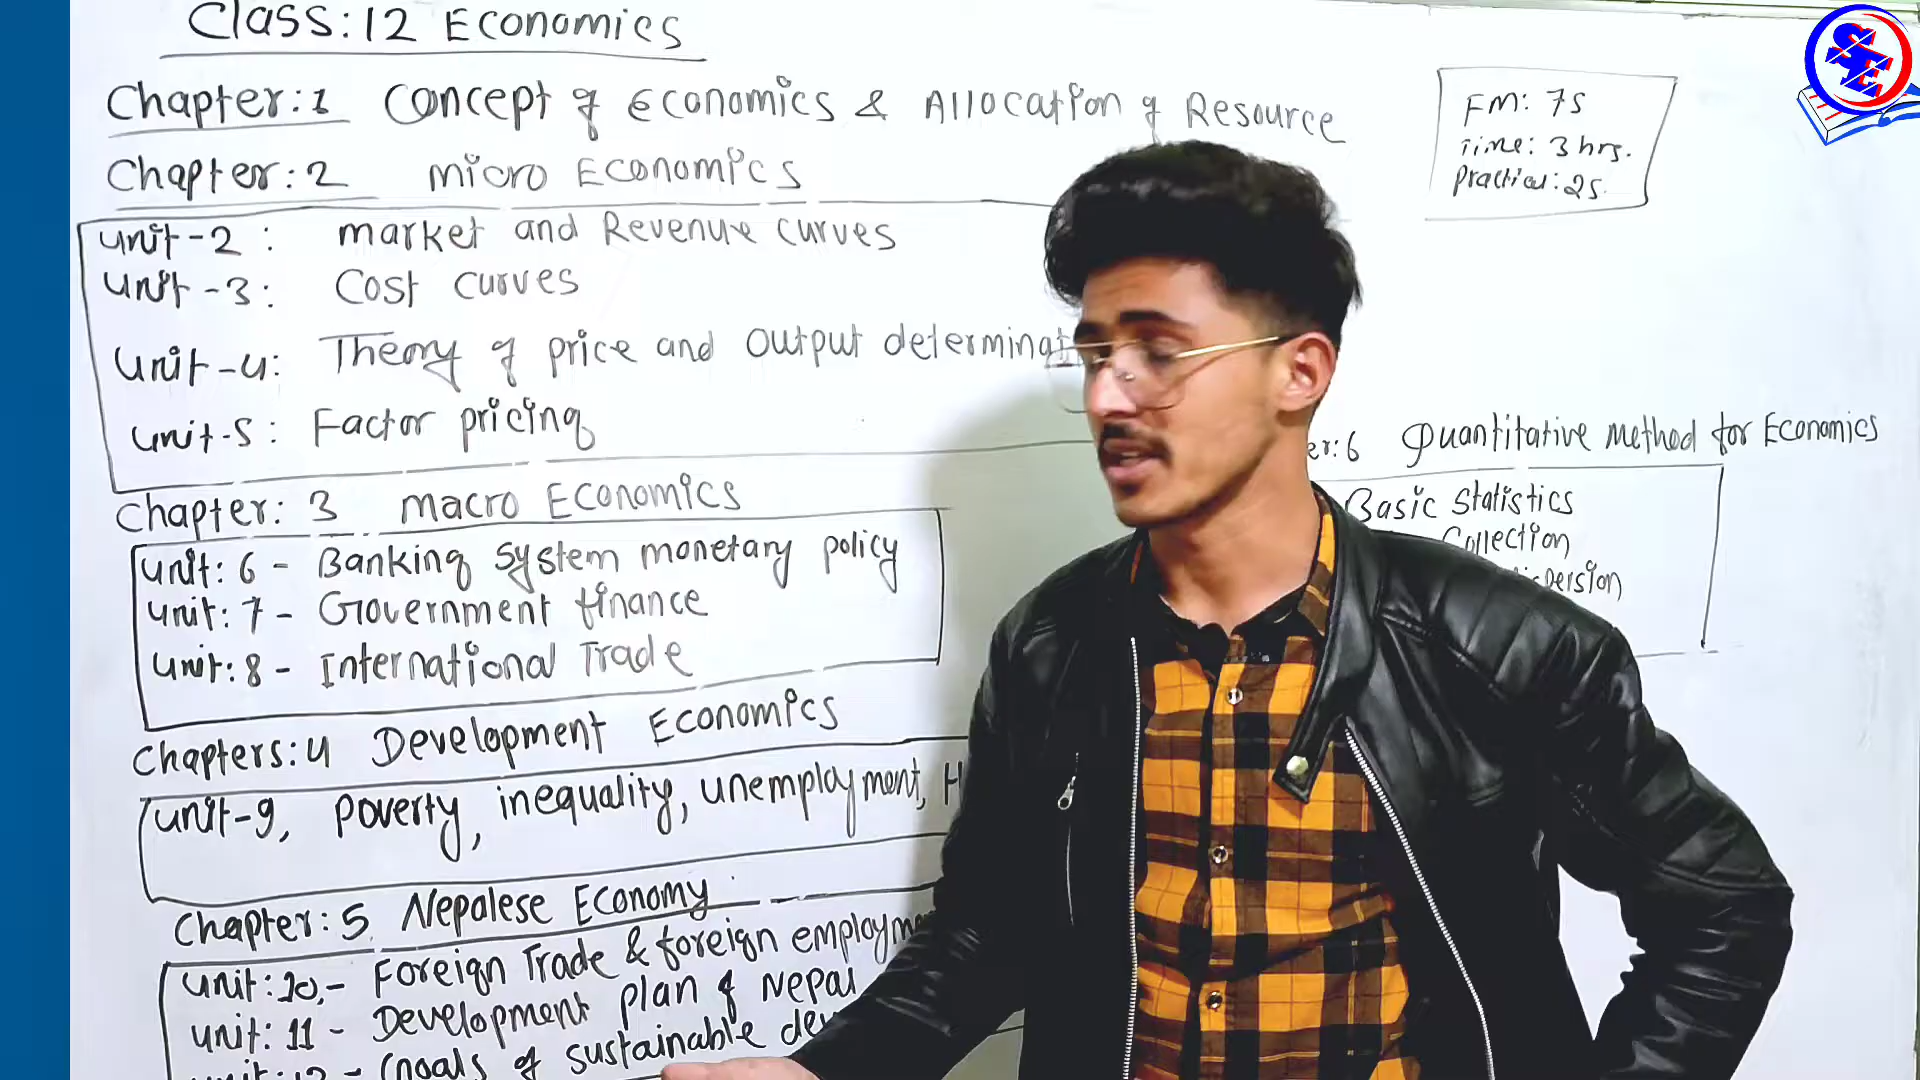 Class:12 Economics
Chapter:1 Concept of Economics & Allocation of Resource
Chapter:2 micro Economics
unit-2: market and Revenue curves
unit-3: Cost curves
unit-4: Theory of price and output
unit-5: Factor pricing
Chapter: 3 Macro Economics
unit: 6 - Banking system monetary policy
unit: 7 - Government finance
unit: 8 - International Trade
Chapters: 4 Development Economics
unit-9, Poverty, inequality, unemployment,
Chapter: 5 Nepalese Economy
unit: 10.- Foreign Trade & foreign
unit: 11 - Development plan of Nepal
unit: 12 - Goals of sustainable
FM: 75
Time: 3 hrs.
practical: 25
6 Quantitative method for Economics
Basic Statistics
Collection